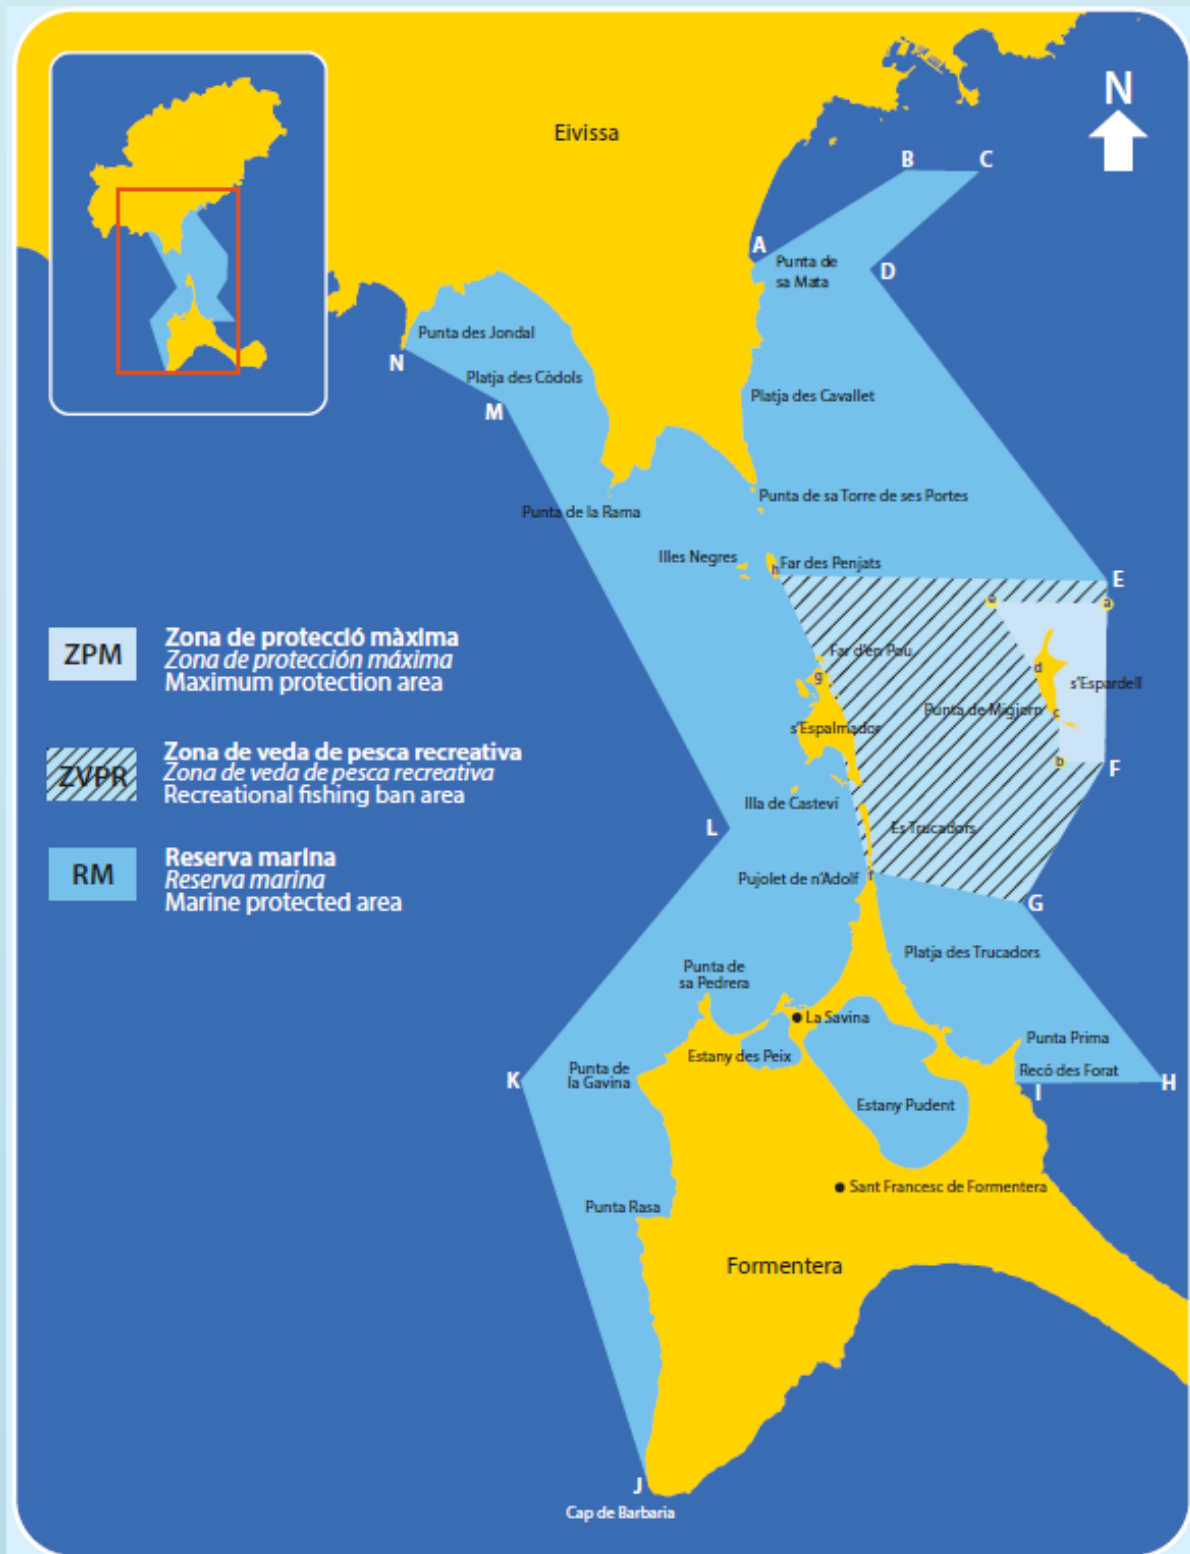 Eivissa
N
B
C
A
Punta de
sa Mata
D
Punta des Jondal
N
Platja des Còdols
M
Platja des Cavallet
Punta de sa Torre de ses Portes
Punta de la Rama
Illes Negres
h
Far des Penjats
E
e
a
ZPM
Zona de protecció màxima
Zona de protección máxima
Maximum protection area
Far d'en Pou
g
d
s'Espardell
Punta de Migjorn
c
s'Espalmador
ZVPR
Zona de veda de pesca recreativa
Zona de veda de pesca recreativa
Recreational fishing ban area
b
F
Illa de Casteví
L
Es Trucadors
RM
Reserva marina
Reserva marina
Marine protected area
Pujolet de n'Adolf
f
G
Platja des Trucadors
Punta de
sa Pedrera
La Savina
Punta Prima
Estany des Peix
Recó des Forat
K
Punta de
la Gavina
I
H
Estany Pudent
Sant Francesc de Formentera
Punta Rasa
Formentera
J
Cap de Barbaria